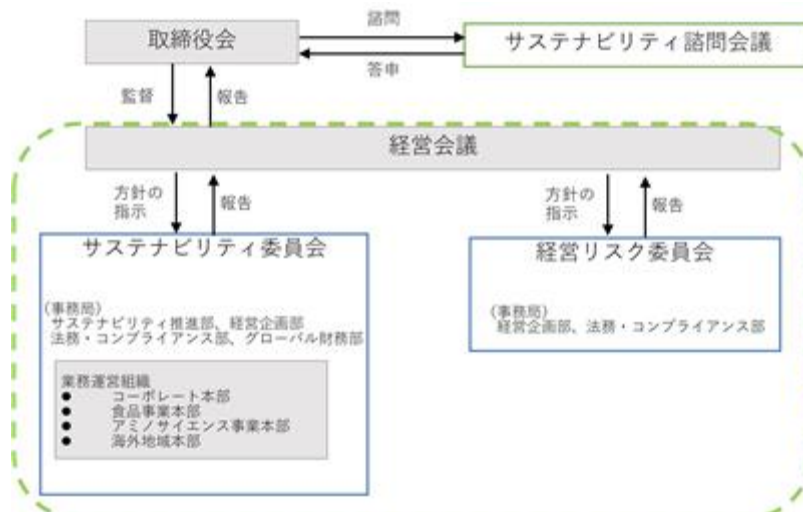 取締役会
諮問
サステナビリティ諮問会議
答申
監督
報告
経営会議
方針の
指示
報告
方針の
指示
報告
サステナビリティ委員会
(事務局)
サステナビリティ推進部、経営企画部
法務・コンプライアンス部、グローバル財務部
業務運営組織
● コーポレート本部
● 食品事業本部
● アミノサイエンス事業本部
● 海外地域本部
経営リスク委員会
(事務局)
経営企画部、法務・コンプライアンス部